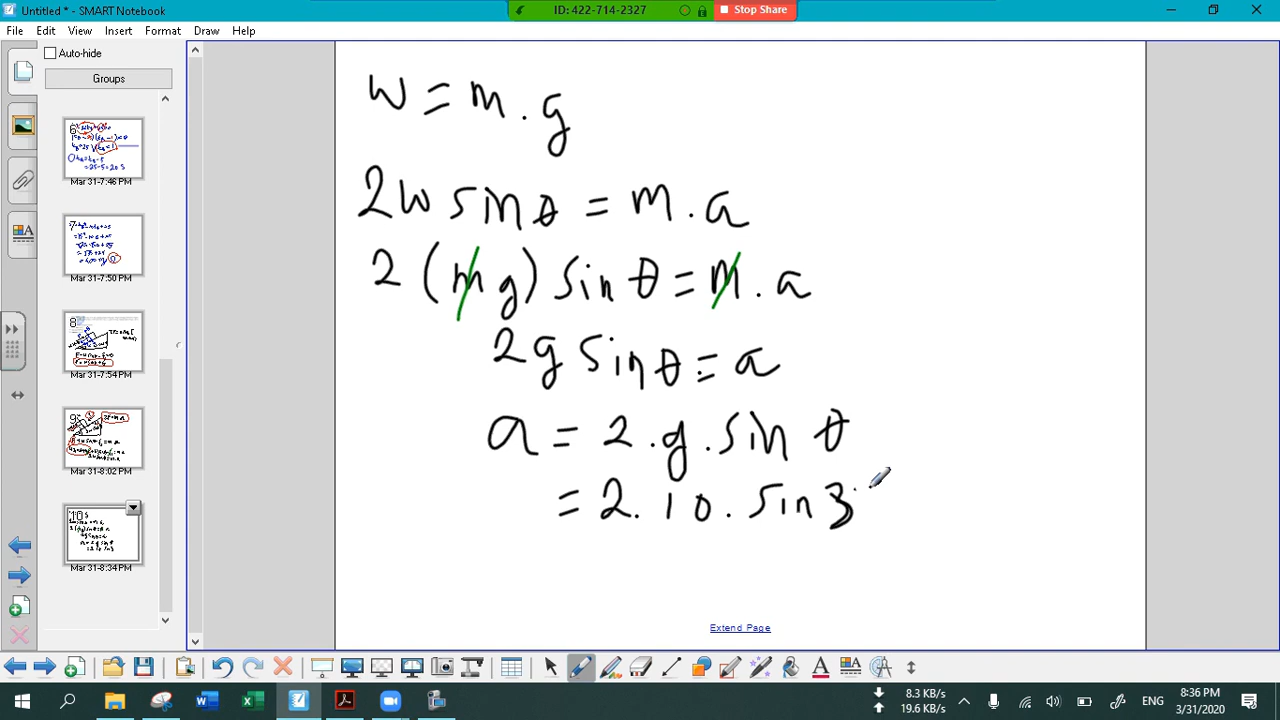 Untitled * - SMART Notebook
ID: 422-714-2327
Stop Share
File Edit View Insert Format Draw Help
Auto-hide
Groups
Mar 31-7:46 PM
Mar 31-7:50 PM
Mar 31-7:54 PM
Mar 31-8:02 PM
Mar 31-8:34 PM
w = m . g
2w sin θ = m . a
2 (m g) sin θ = m . a
2g sin θ = a
a = 2 . g . sin θ
= 2 . 10 . sin 3
Extend Page
8.3 KB/s
19.6 KB/s
ENG
8:36 PM
3/31/2020